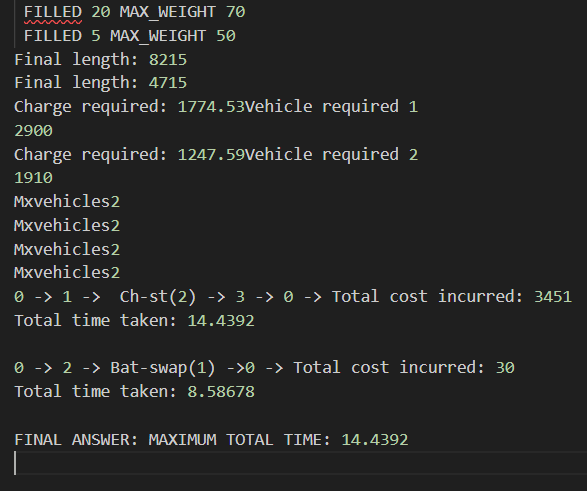 FILLED 20 MAX_WEIGHT 70
FILLED 5 MAX_WEIGHT 50
Final length: 8215
Final length: 4715
Charge required: 1774.53Vehicle required 1
2900
Charge required: 1247.59Vehicle required 2
1910
Mxvehicles2
Mxvehicles2
Mxvehicles2
Mxvehicles2
0 -> 1 ->  Ch-st(2) -> 3 -> 0 -> Total cost incurred: 3451
Total time taken: 14.4392
0 -> 2 -> Bat-swap(1) ->0 -> Total cost incurred: 30
Total time taken: 8.58678
FINAL ANSWER: MAXIMUM TOTAL TIME: 14.4392